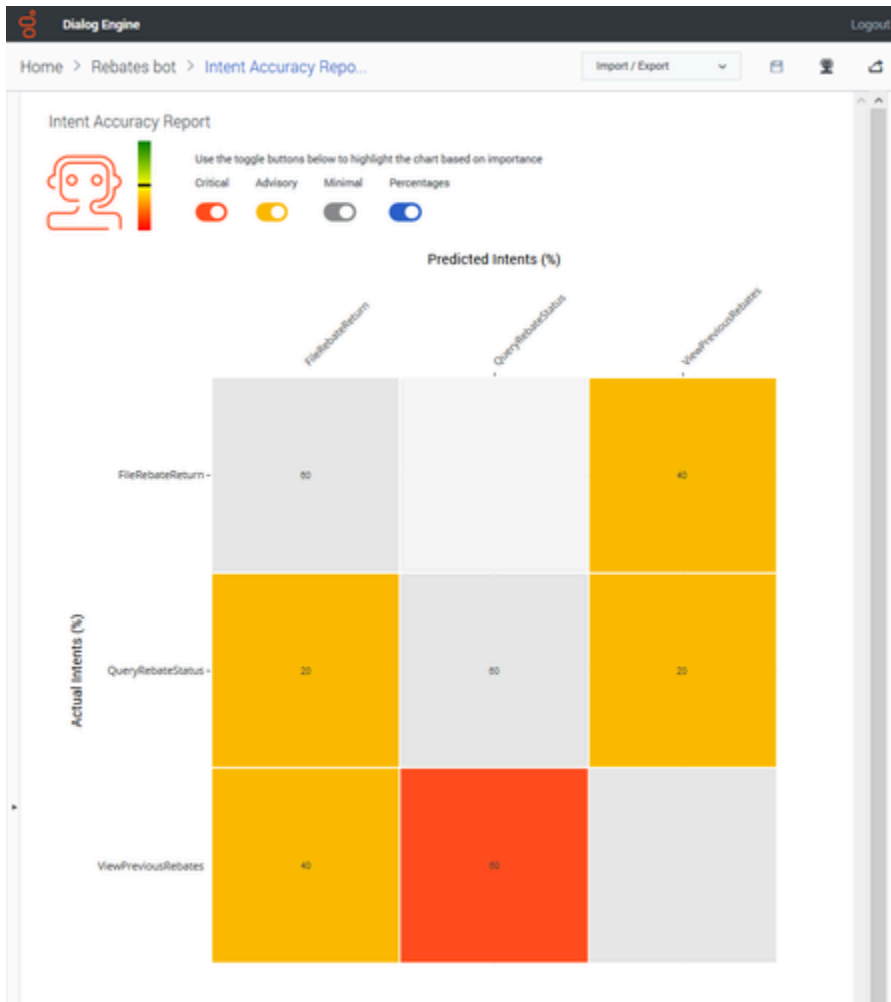 Dialog Engine
Logout
Home > Rebates bot > Intent Accuracy Repo...
Import / Export
Intent Accuracy Report
Use the toggle buttons below to highlight the chart based on importance
Critical Advisory Minimal Percentages
Predicted Intents (%)
FileRebateReturn
QueryRebateStatus
ViewPreviousRebates
Actual Intents (%)
FileRebateReturn
60
40
QueryRebateStatus
20
60
20
ViewPreviousRebates
40
60